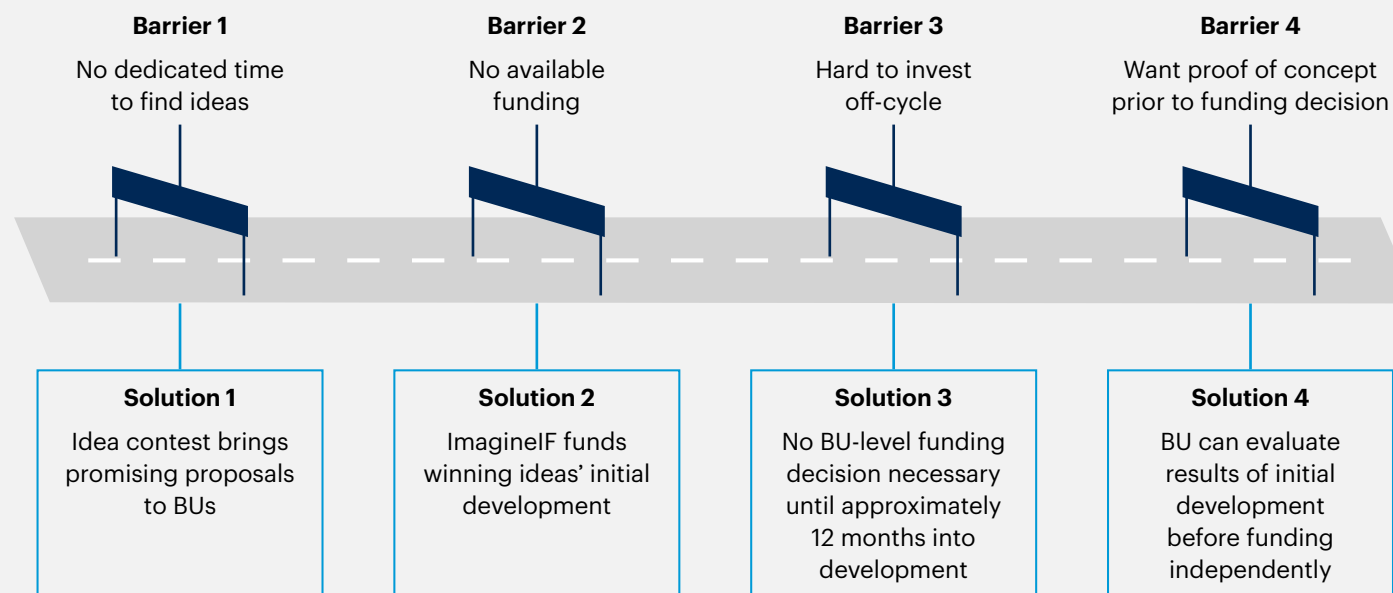 Barrier 1
No dedicated time
to find ideas
Barrier 2
No available
funding
Barrier 3
Hard to invest
off-cycle
Barrier 4
Want proof of concept
prior to funding decision
Solution 1
Idea contest brings
promising proposals
to BUs
Solution 2
ImagineIF funds
winning ideas’ initial
development
Solution 3
No BU-level funding
decision necessary
until approximately
12 months into
development
Solution 4
BU can evaluate
results of initial
development
before funding
independently